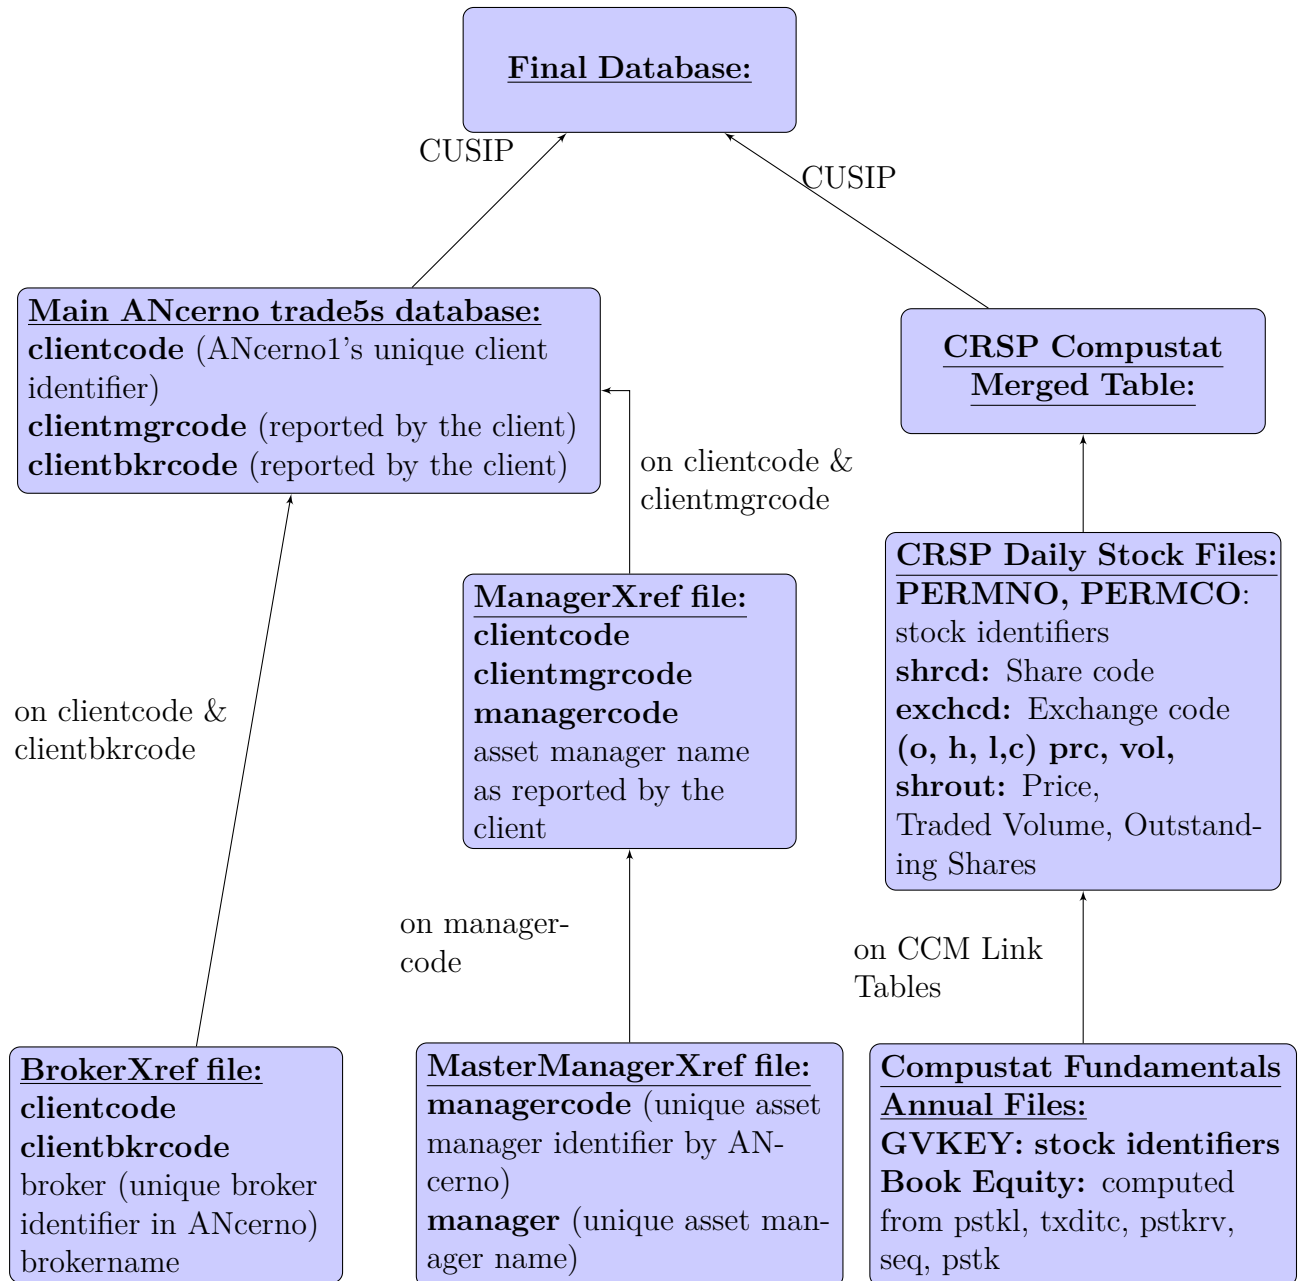 Final Database:
CUSIP
CUSIP
Main ANcerno trade5s database:
clientcode (ANcerno1's unique client
identifier)
clientmgrcode (reported by the client)
clientbkrcode (reported by the client)
CRSP Compustat
Merged Table:
on clientcode &
clientmgrcode
ManagerXref file:
clientcode
clientmgrcode
managercode
asset manager name
as reported by the
client
CRSP Daily Stock Files:
PERMNO, PERMCO:
stock identifiers
shrcd: Share code
exchcd: Exchange code
(o, h, l,c) prc, vol,
shrout: Price,
Traded Volume, Outstand-
ing Shares
on clientcode &
clientbkrcode
on manager-
code
on CCM Link
Tables
BrokerXref file:
clientcode
clientbkrcode
broker (unique broker
identifier in ANcerno)
brokername
MasterManagerXref file:
managercode (unique asset
manager identifier by AN-
cerno)
manager (unique asset man-
ager name)
Compustat Fundamentals
Annual Files:
GVKEY: stock identifiers
Book Equity: computed
from pstkl, txditc, pstkrv,
seq, pstk